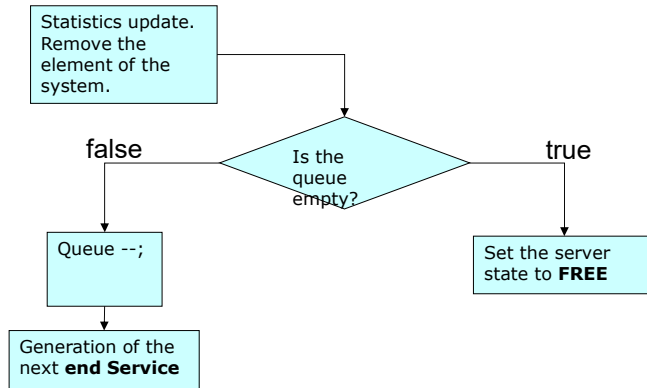 Statistics update.
Remove the
element of the
system.
false
true
Is the
queue
empty?
Queue --;
Set the server
state to FREE
Generation of the
next end Service